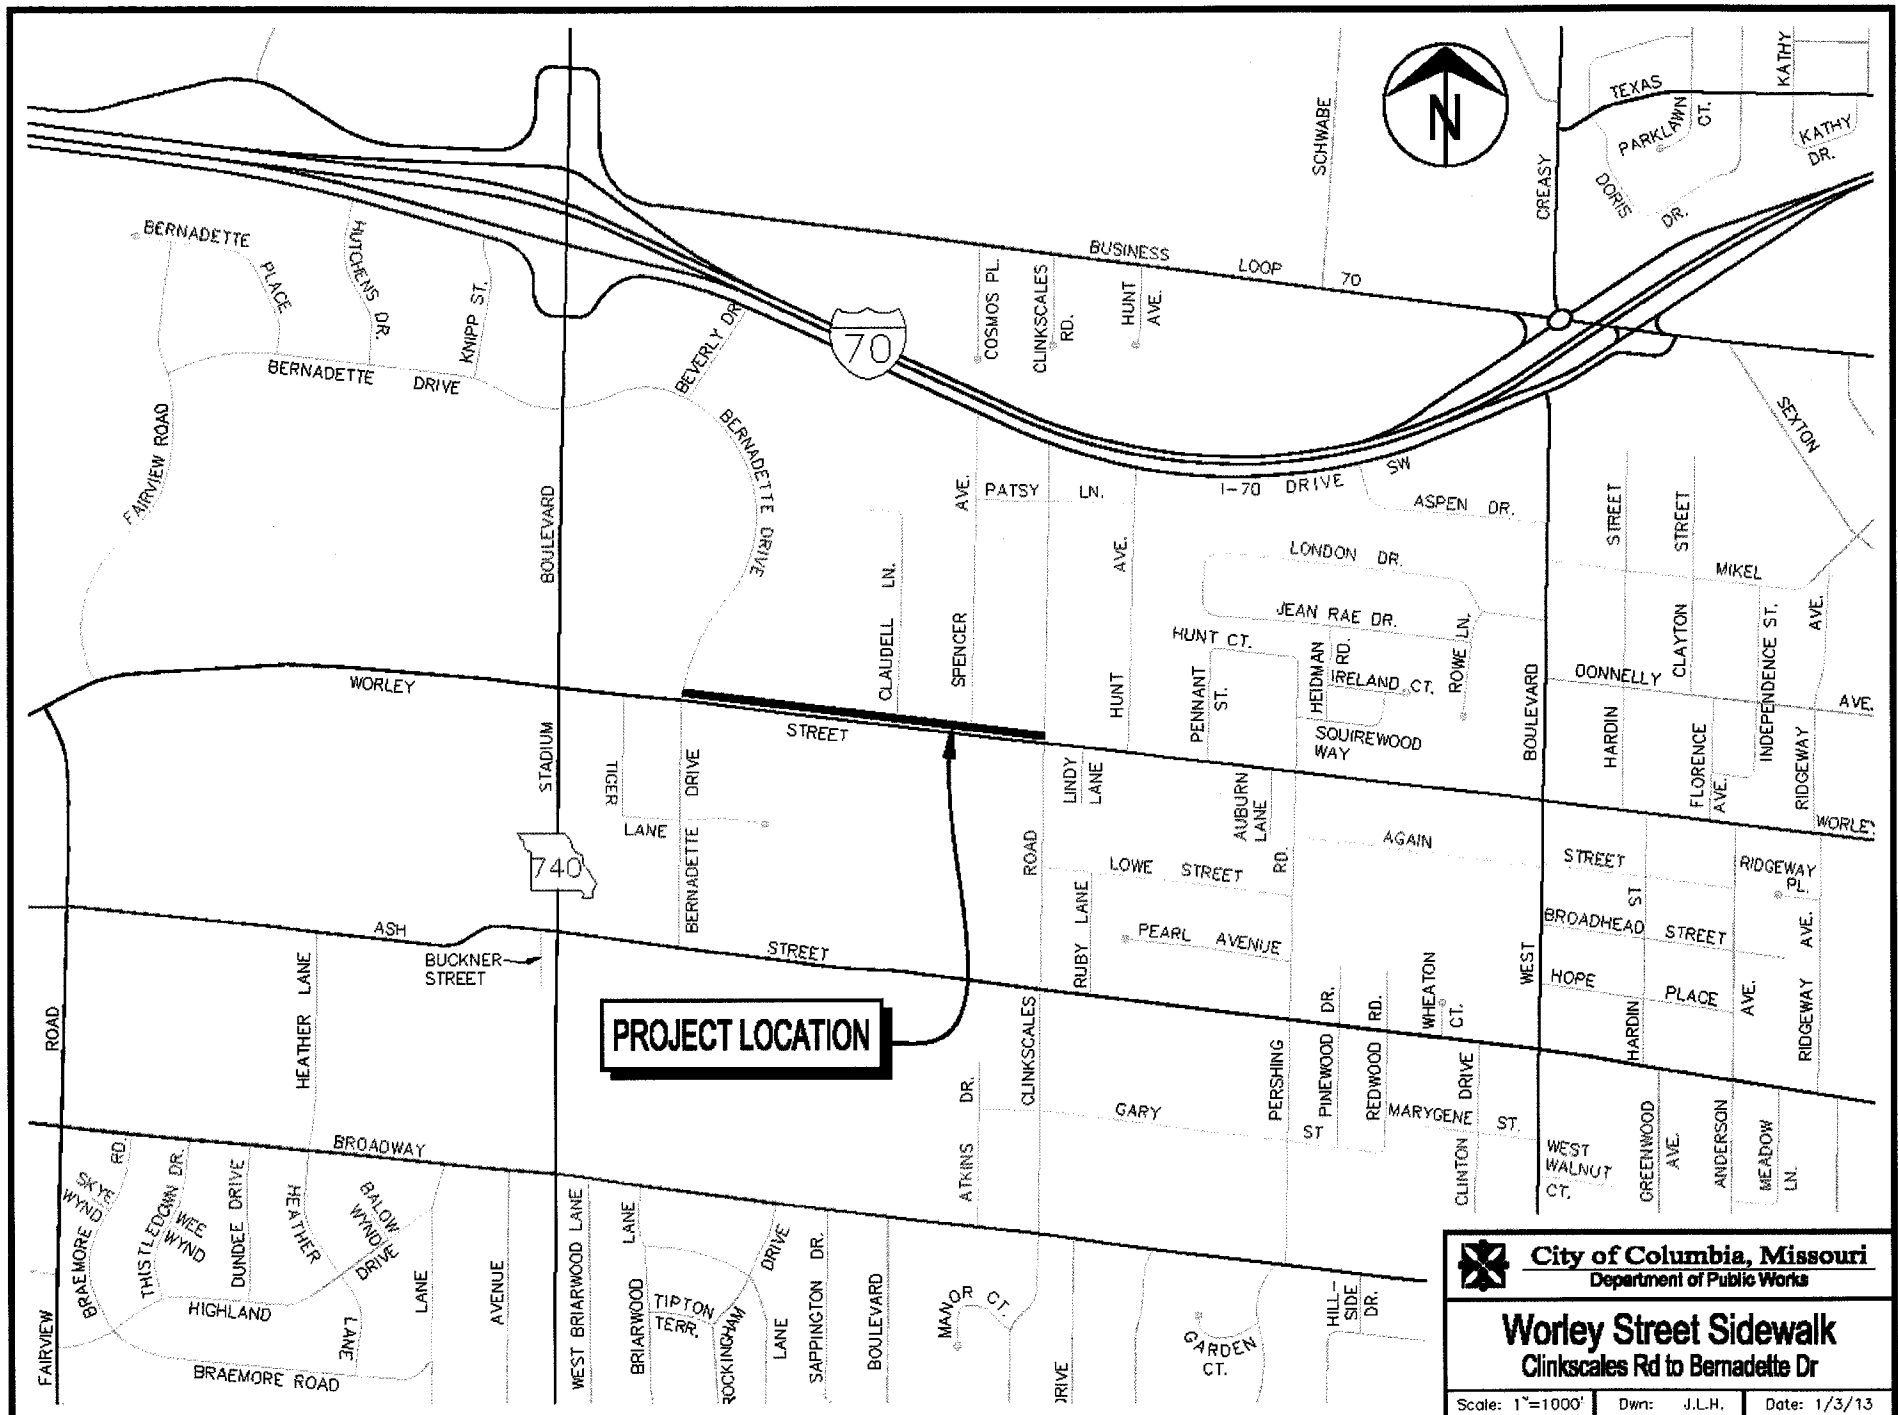 N
SCHWABE
CREASY
TEXAS
PARKLAWN
CT.
KATHY
KATHY
DR.
DORIS
DR.
BERNADETTE
PLACE
HUTCHENS DR.
KNIPP ST.
BERNADETTE DRIVE
BEVERLY DR.
70
BUSINESS LOOP 70
COSMOS PL.
CLINKSCALES
RD.
HUNT
AVE.
SEXTON
FAIRVIEW ROAD
BERNADETTE DRIVE
BOULEVARD
I-70 DRIVE SW
ASPEN DR.
PATSY LN.
AVE.
SPENCER
CLAUDELL LN.
HUNT AVE.
LONDON DR.
JEAN RAE DR.
HUNT CT.
HEIDMAN
RD.
IRELAND CT.
ROWE LN.
PENNANT
ST.
SQUIREWOOD
WAY
STREET
STREET
MIKEL
CLAYTON
DONNELLY
AVE.
INDEPENDENCE ST.
AVE.
RIDGEWAY
HARDIN
FLORENCE
AVE.
BOULEVARD
WORLEY
STREET
WORLEY
STADIUM
740
TIGER
LANE
DRIVE
BERNADETTE
LINDY
LANE
AUBURN
LANE
ROAD
LOWE STREET
RD.
AGAIN
STREET
RIDGEWAY
PL.
ST
BROADHEAD
STREET
RUBY LANE
PEARL AVENUE
AVE.
HOPE
PLACE
AVE.
RIDGEWAY
WEST
HARDIN
WHEATON
CT.
ASH
STREET
BUCKNER
STREET
HEATHER LANE
ROAD
PROJECT LOCATION
CLINKSCALES
ATKINS DR.
GARY
ST
PERSHING
PINEWOOD DR.
REDWOOD RD.
MARYGENE ST.
CLINTON DRIVE
WEST
WALNUT
CT.
GREENWOOD
AVE.
ANDERSON
MEADOW
LN.
BROADWAY
RD
SKYE
WYND
BRAEMORE
THISTLEDOWN DR.
WEE
WYND
DUNDEE DRIVE
HEATHER
LANE
BALOW
WYND
DRIVE
HIGHLAND
BRAEMORE ROAD
FAIRVIEW
LANE
AVENUE
WEST BRIARWOOD LANE
BRIARWOOD
LANE
TIPTON
TERR.
ROCKINGHAM
DRIVE
LANE
SAPPINGTON DR.
BOULEVARD
MANOR CT.
DRIVE
GARDEN
CT.
HILL-
SIDE
DR.
City of Columbia, Missouri
Department of Public Works
Worley Street Sidewalk
Clinkscales Rd to Bernadette Dr
Scale: 1"=1000' Dwn: J.L.H. Date: 1/3/13